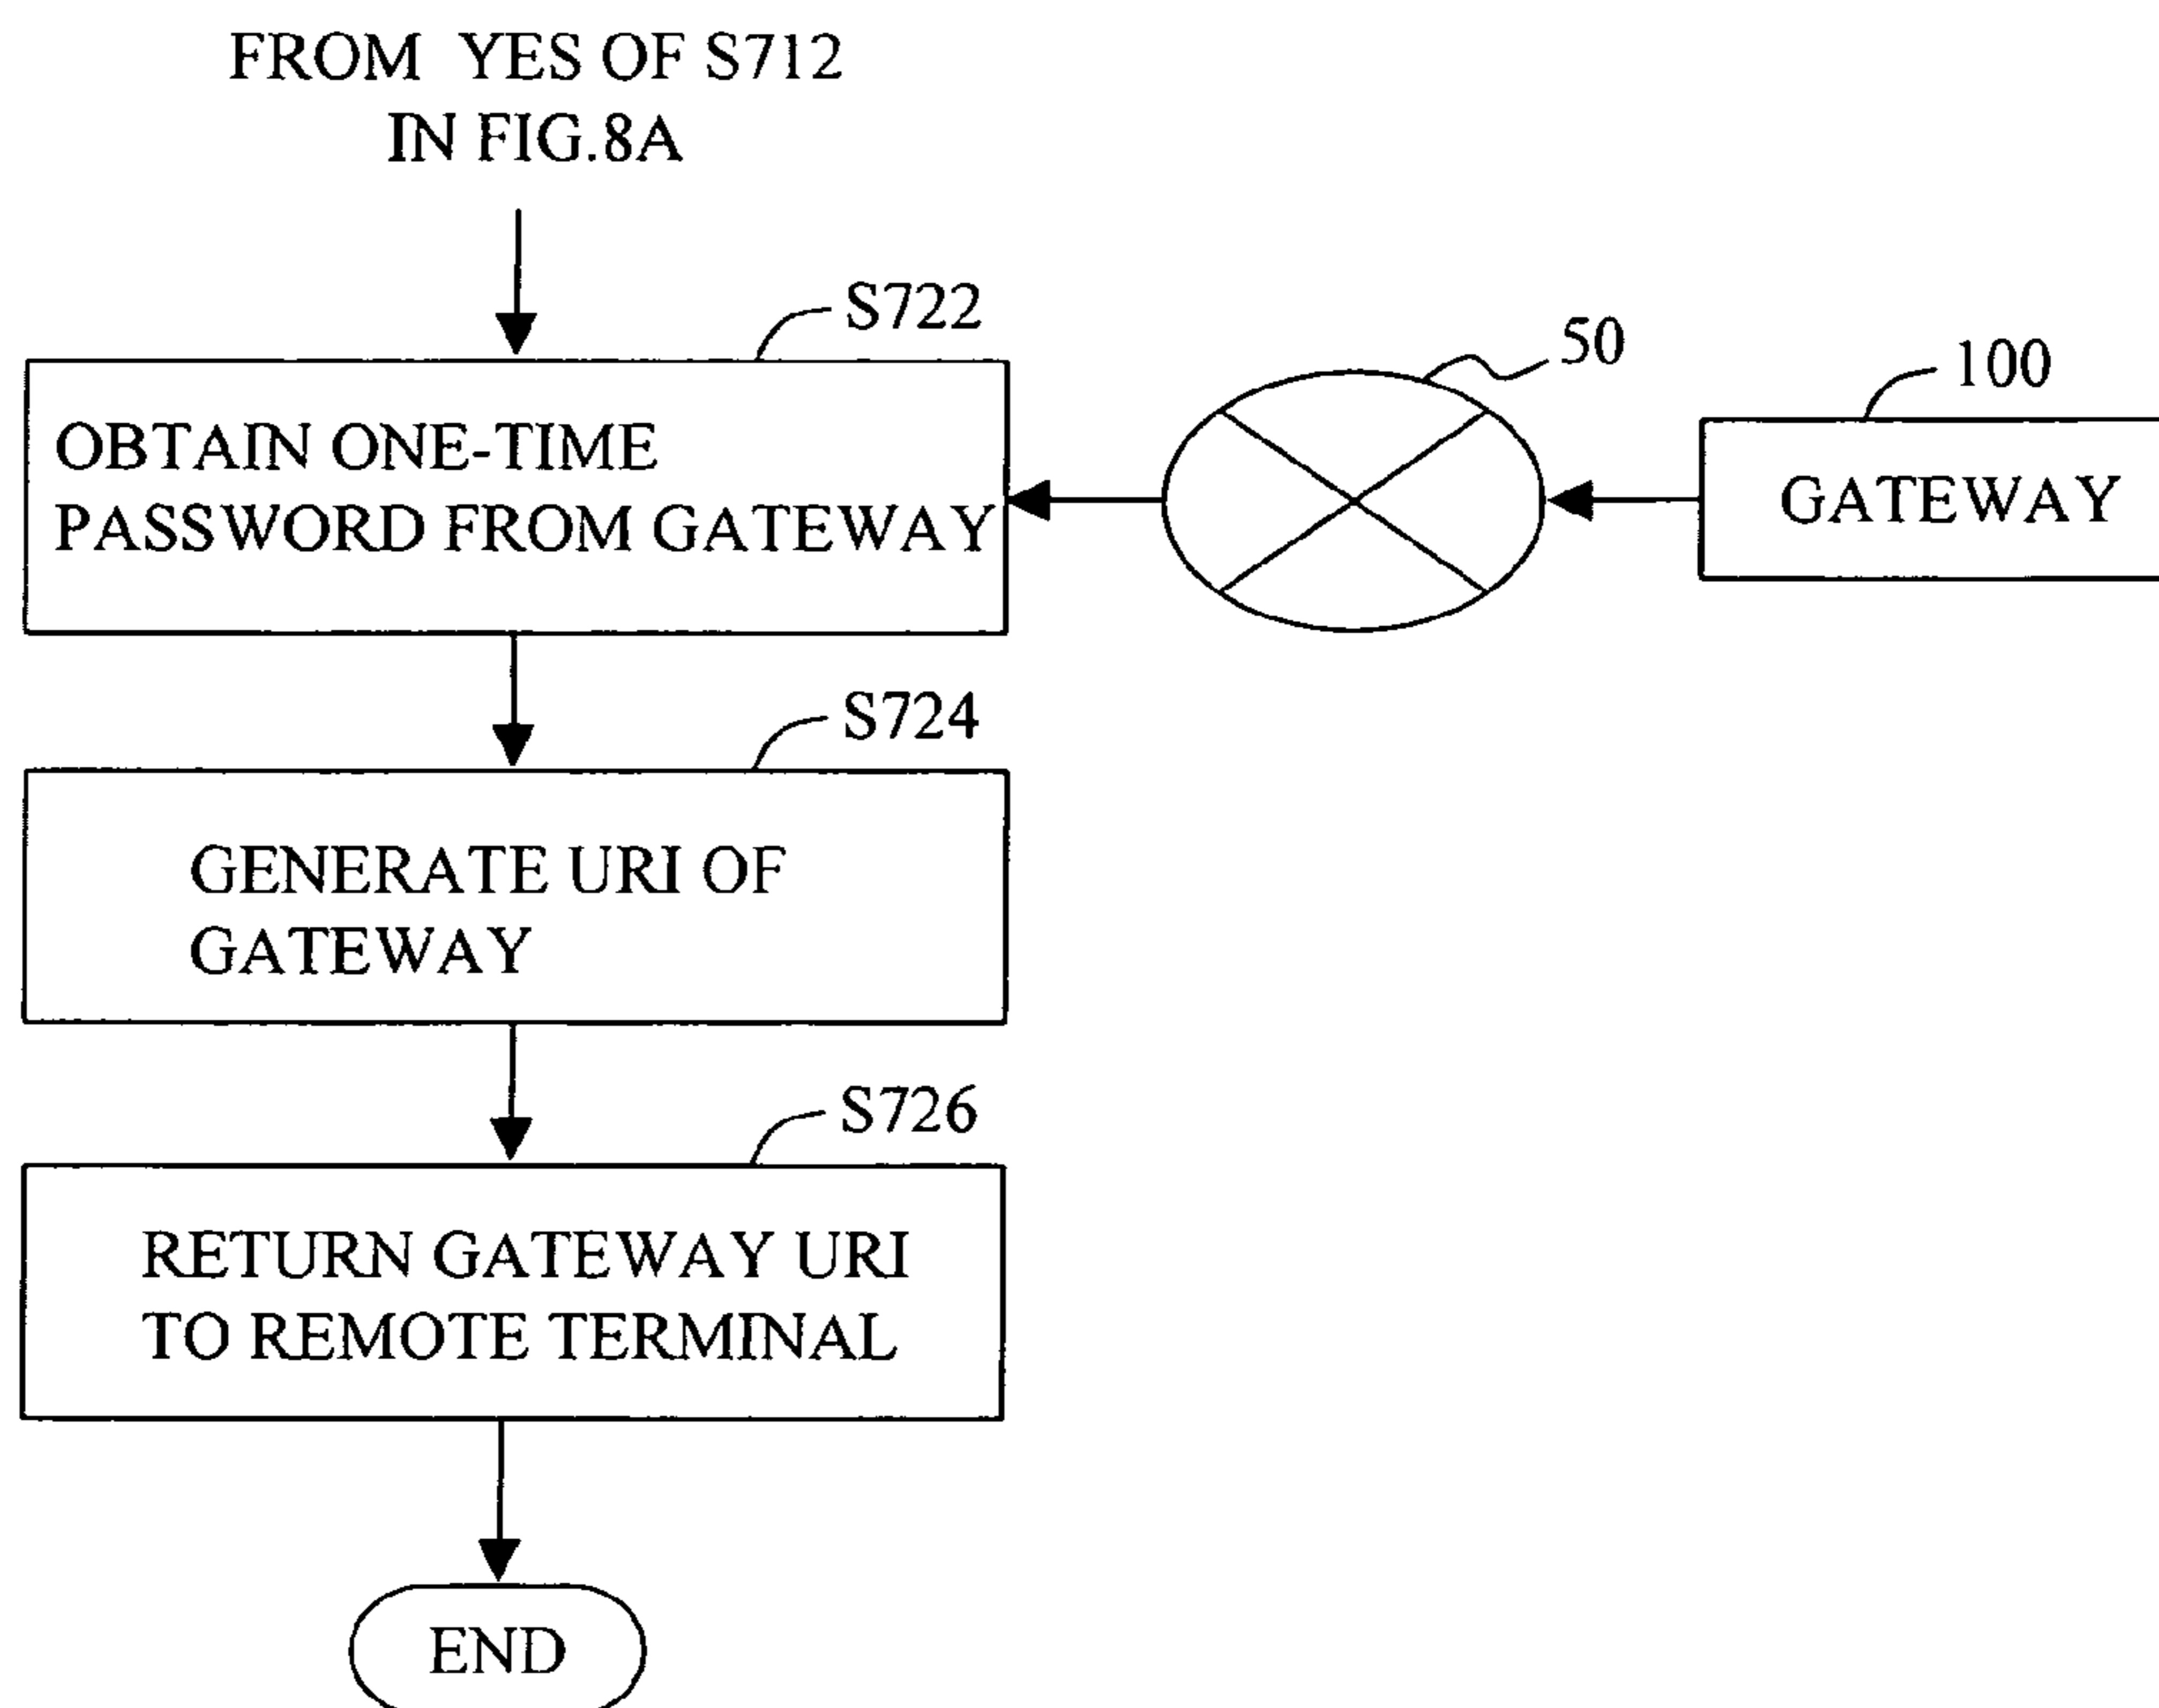 FROM YES OF S712
IN FIG.8A
S722
OBTAIN ONE-TIME
PASSWORD FROM GATEWAY
50
100
GATEWAY
S724
GENERATE URI OF
GATEWAY
S726
RETURN GATEWAY URI
TO REMOTE TERMINAL
END